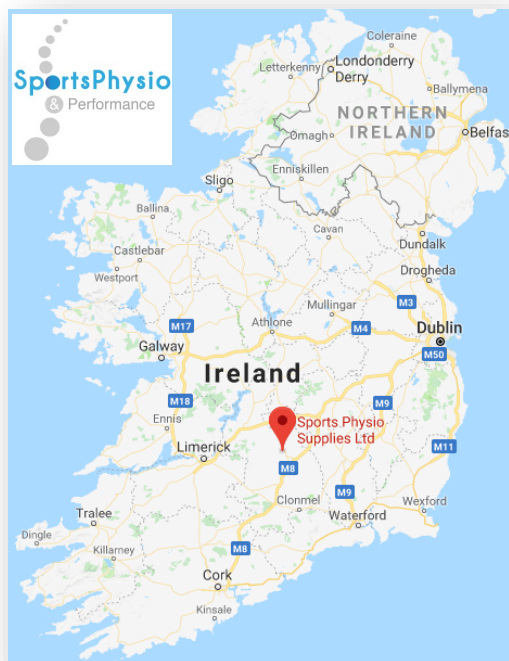 SportsPhysio
& Performance
Coleraine
Letterkenny
Londonderry
Derry
Ballymena
NORTHERN
IRELAND
Omagh
Belfas
Enniskillen
Sligo
Ballina
Cavan
Dundalk
Castlebar
Westport
Drogheda
Mullingar
M3
M17
Athlone
M4
Dublin
Galway
M50
Ireland
M18
M9
Ennis
Sports Physio
Supplies Ltd
Limerick
M11
M8
Clonmel
M9
Wexford
Tralee
Waterford
Dingle
Killarney
M8
Cork
Kinsale